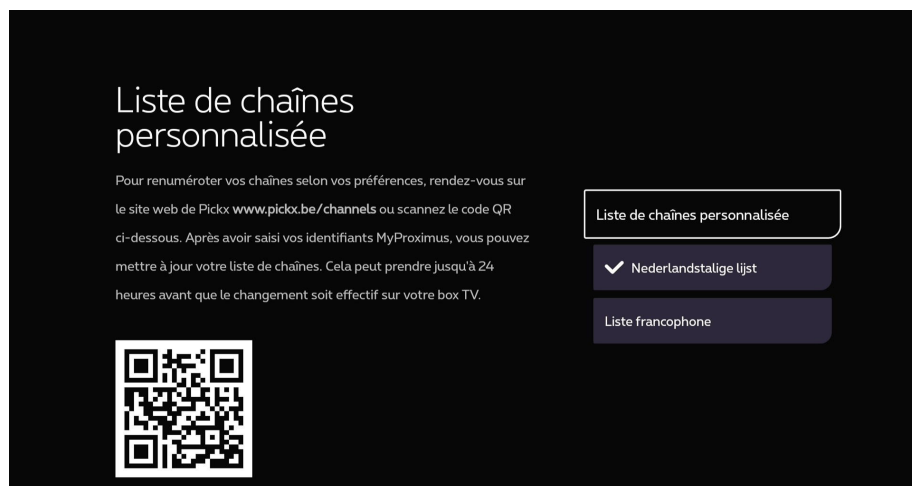 Liste de chaînes
personnalisée
Pour renuméroter vos chaînes selon vos préférences, rendez-vous sur
le site web de Pickx www.pickx.be/channels ou scannez le code QR
ci-dessous. Après avoir saisi vos identifiants MyProximus, vous pouvez
mettre à jour votre liste de chaînes. Cela peut prendre jusqu'à 24
heures avant que le changement soit effectif sur votre box TV.
Liste de chaînes personnalisée
Nederlandstalige lijst
Liste francophone